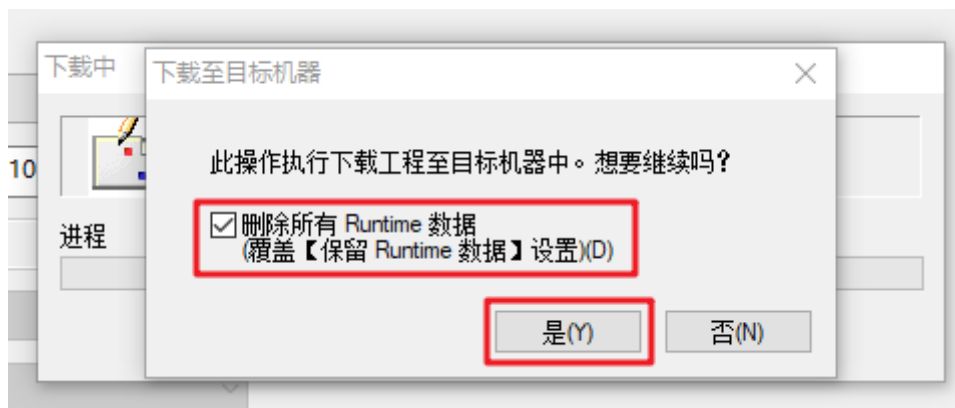 下载中
下载至目标机器
10
此操作执行下载工程至目标机器中。想要继续吗?
删除所有 Runtime 数据
(覆盖【保留 Runtime 数据】设置)(D)
进程
是(Y)
否(N)